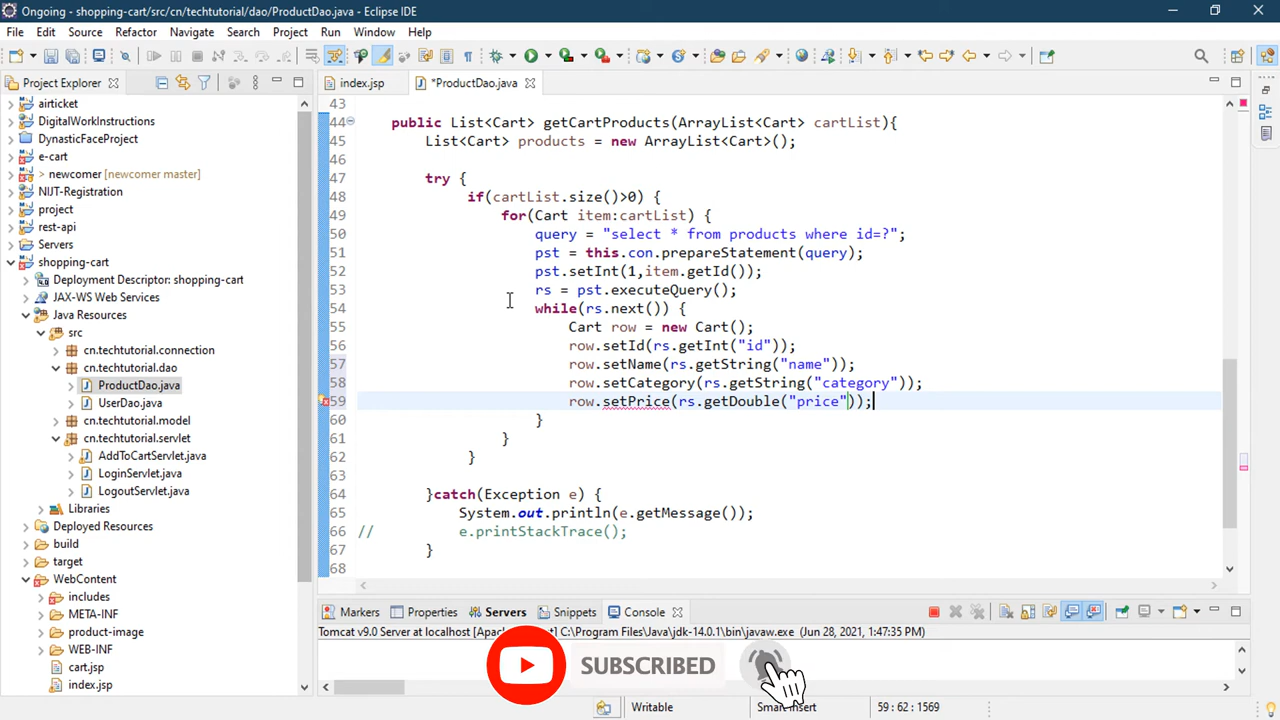 Ongoing - shopping-cart/src/cn/techtutorial/dao/ProductDao.java - Eclipse IDE
File Edit Source Refactor Navigate Search Project Run Window Help
Project Explorer
index.jsp
*ProductDao.java
airticket
DigitalWorkInstructions
DynasticFaceProject
e-cart
> newcomer [newcomer master]
NIJT-Registration
project
rest-api
Servers
shopping-cart
Deployment Descriptor: shopping-cart
JAX-WS Web Services
Java Resources
src
cn.techtutorial.connection
cn.techtutorial.dao
ProductDao.java
UserDao.java
cn.techtutorial.model
cn.techtutorial.servlet
AddToCartServlet.java
LoginServlet.java
LogoutServlet.java
Libraries
Deployed Resources
build
target
WebContent
includes
META-INF
product-image
WEB-INF
cart.jsp
index.jsp
43
44 public List<Cart> getCartProducts(ArrayList<Cart> cartList){
45 List<Cart> products = new ArrayList<Cart>();
46
47 try {
48 if(cartList.size()>0) {
49 for(Cart item:cartList) {
50 query = "select * from products where id=?";
51 pst = this.con.prepareStatement(query);
52 pst.setInt(1,item.getId());
53 rs = pst.executeQuery();
54 while(rs.next()) {
55 Cart row = new Cart();
56 row.setId(rs.getInt("id"));
57 row.setName(rs.getString("name"));
58 row.setCategory(rs.getString("category"));
59 row.setPrice(rs.getDouble("price"));
60 }
61 }
62 }
63
64 }catch(Exception e) {
65 System.out.println(e.getMessage());
66 // e.printStackTrace();
67 }
68
Markers Properties Servers Snippets Console
Tomcat v9.0 Server at localhost [Apac C:\Program Files\Java\jdk-14.0.1\bin\javaw.exe (Jun 28, 2021, 1:47:35 PM)
SUBSCRIBED
Writable
Smart Insert
59 : 62 : 1569